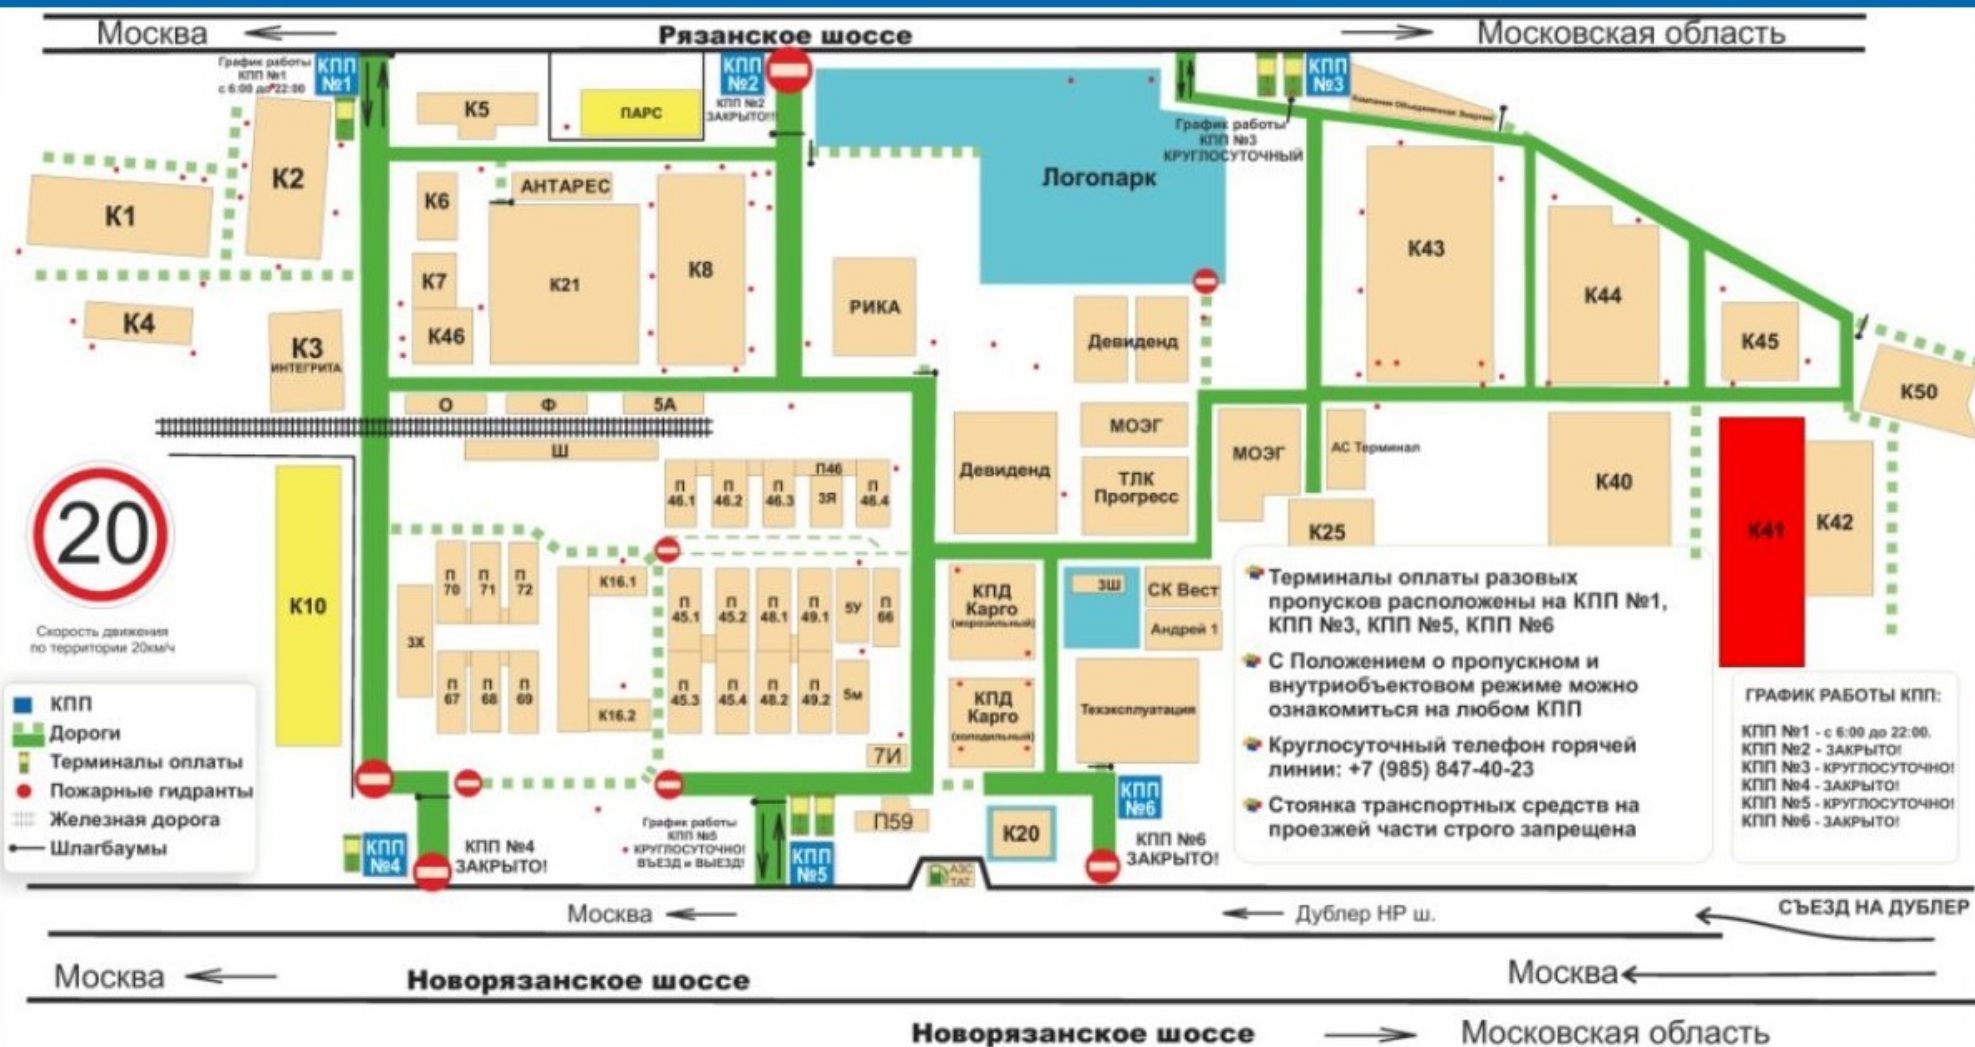 Москва
Рязанское шоссе
Московская область
График работы
КПП №1
с 6:00 до 22:00
КПП
№1
К5
ПАРС
КПП
№2
КПП №2
ЗАКРЫТО!
КПП
№3
Компания Объединенная Энергия
График работы
КПП №3
КРУГЛОСУТОЧНЫЙ
Логопарк
К1
К2
К6
АНТАРЕС
К7
К21
К8
К46
РИКА
К4
К3
ИНТЕГРИТА
Девиденд
К43
К44
К45
К50
О
Ф
5А
Ш
МОЭГ
Девиденд
ТЛК
Прогресс
МОЭГ
АС Терминал
К25
К40
К41
К42
20
Скорость движения
по территории 20км/ч
К10
П
46.1
П
46.2
П
46.3
П46
3Я
П
46.4
П
70
П
71
П
72
К16.1
3Х
П
67
П
68
П
69
К16.2
П
45.1
П
45.2
П
48.1
П
49.1
5У
П
66
П
45.3
П
45.4
П
48.2
П
49.2
5м
7И
КПД
Карго
(морозильный)
КПД
Карго
(холодильный)
3Ш
СК Вест
Андрей 1
Техэксплуатация
Терминалы оплаты разовых
пропусков расположены на КПП №1,
КПП №3, КПП №5, КПП №6
С Положением о пропускном и
внутриобъектовом режиме можно
ознакомиться на любом КПП
Круглосуточный телефон горячей
линии: +7 (985) 847-40-23
Стоянка транспортных средств на
проезжей части строго запрещена
ГРАФИК РАБОТЫ КПП:
КПП №1 - с 6:00 до 22:00.
КПП №2 - ЗАКРЫТО!
КПП №3 - КРУГЛОСУТОЧНО!
КПП №4 - ЗАКРЫТО!
КПП №5 - КРУГЛОСУТОЧНО!
КПП №6 - ЗАКРЫТО!
КПП
Дороги
Терминалы оплаты
Пожарные гидранты
Железная дорога
Шлагбаумы
КПП
№4
КПП №4
ЗАКРЫТО!
График работы
КПП №5
КРУГЛОСУТОЧНО!
ВЪЕЗД и ВЫЕЗД!
КПП
№5
П59
АЗС
ТАТ
К20
КПП
№6
КПП №6
ЗАКРЫТО!
Москва
Дублер НР ш.
СЪЕЗД НА ДУБЛЕР
Москва
Новорязанское шоссе
Москва
Новорязанское шоссе
Московская область